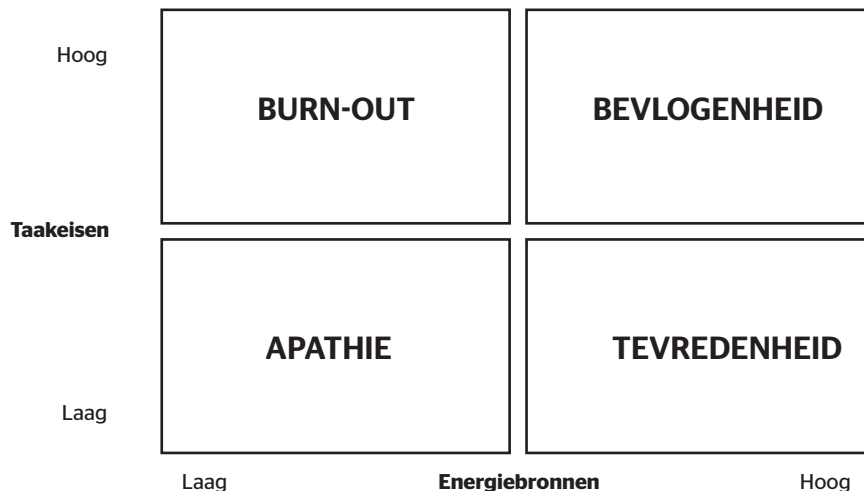 Hoog
BURN-OUT
BEVLOGENHEID
Taakeisen
APATHIE
TEVREDENHEID
Laag
Laag
Energiebronnen
Hoog